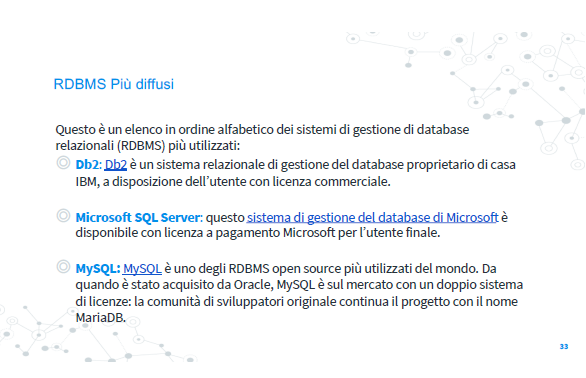 RDBMS Più diffusi
Questo è un elenco in ordine alfabetico dei sistemi di gestione di database
relazionali (RDBMS) più utilizzati:
Db2: Db2 è un sistema relazionale di gestione del database proprietario di casa
IBM, a disposizione dell'utente con licenza commerciale.
Microsoft SQL Server: questo sistema di gestione del database di Microsoft è
disponibile con licenza a pagamento Microsoft per l'utente finale.
MySQL: MySQL è uno degli RDBMS open source più utilizzati del mondo. Da
quando è stato acquisito da Oracle, MySQL è sul mercato con un doppio sistema
di licenze: la comunità di sviluppatori originale continua il progetto con il nome
MariaDB.
33